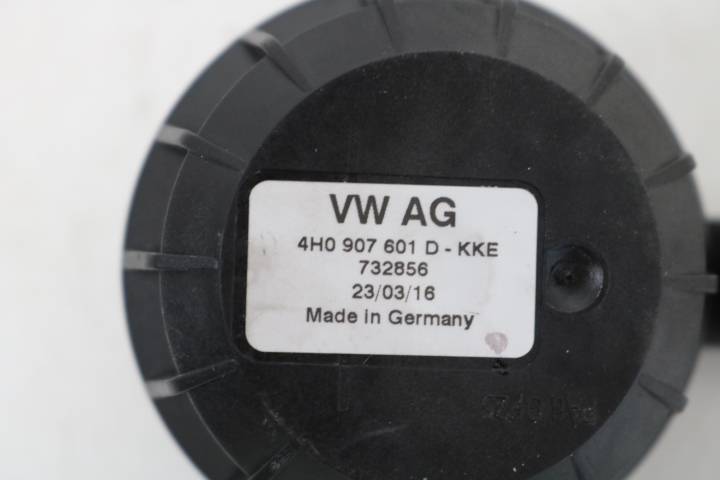 VW AG
4H0 907 601 D - KKE
732856
23/03/16
Made in Germany